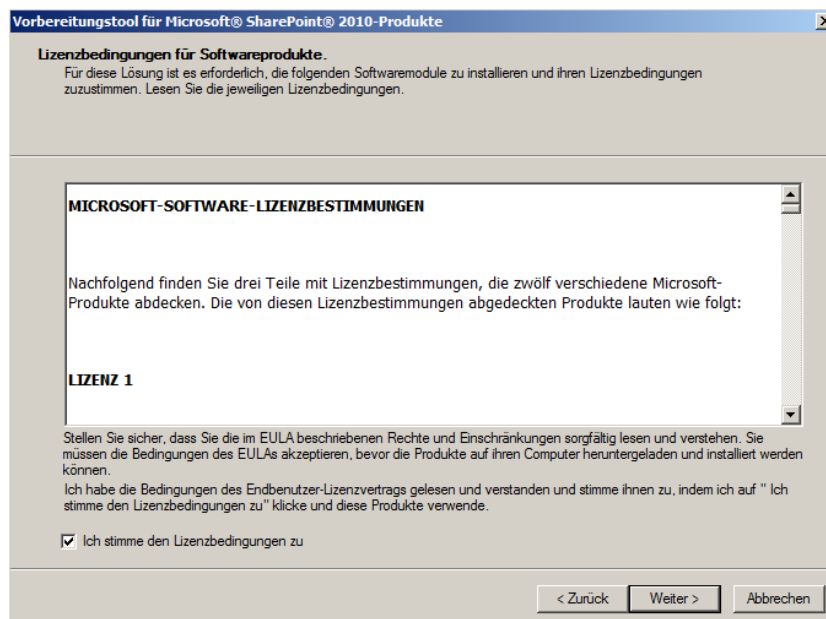 Vorbereitungstool für Microsoft® SharePoint® 2010-Produkte
Lizenzbedingungen für Softwareprodukte.
Für diese Lösung ist es erforderlich, die folgenden Softwaremodule zu installieren und ihren Lizenzbedingungen
zuzustimmen. Lesen Sie die jeweiligen Lizenzbedingungen.
MICROSOFT-SOFTWARE-LIZENZBESTIMMUNGEN
Nachfolgend finden Sie drei Teile mit Lizenzbestimmungen, die zwölf verschiedene Microsoft-
Produkte abdecken. Die von diesen Lizenzbestimmungen abgedeckten Produkte lauten wie folgt:
LIZENZ 1
Stellen Sie sicher, dass Sie die im EULA beschriebenen Rechte und Einschränkungen sorgfältig lesen und verstehen. Sie
müssen die Bedingungen des EULAs akzeptieren, bevor die Produkte auf ihren Computer heruntergeladen und installiert werden
können.
Ich habe die Bedingungen des Endbenutzer-Lizenzvertrags gelesen und verstanden und stimme ihnen zu, indem ich auf " Ich
stimme den Lizenzbedingungen zu" klicke und diese Produkte verwende.
Ich stimme den Lizenzbedingungen zu
< Zurück Weiter > Abbrechen